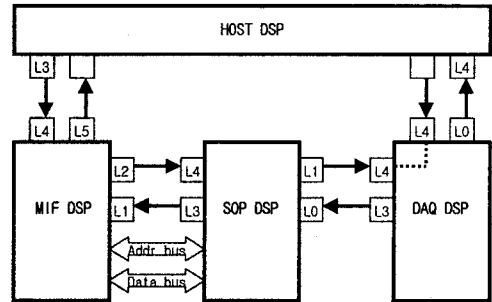 HOST DSP
L3
L4
L4
L5
L4
L0
L2
L4
L1
L4
MIF DSP
SOP DSP
DAQ DSP
L1
L3
L0
L3
Addr bus
Data bus